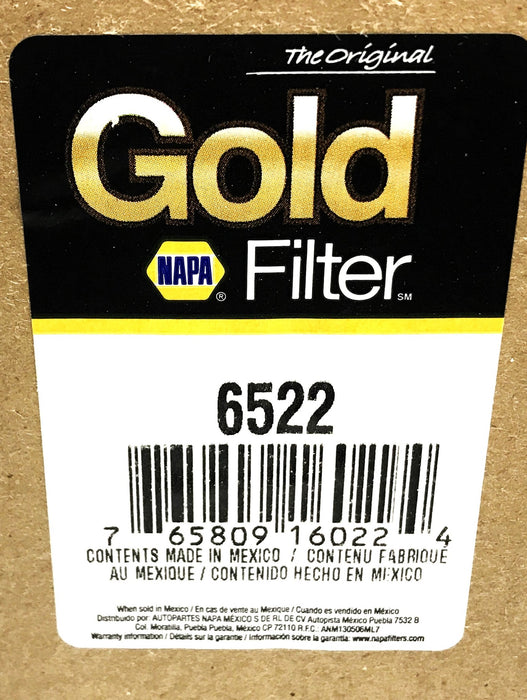 The Original
Gold
NAPA ® Filter SM
6522
7 65809 16022 4
CONTENTS MADE IN MEXICO / CONTENU FABRIQUÉ
AU MEXIQUE / CONTENIDO HECHO EN MEXICO
When sold in Mexico / En cas de vente au Mexique / Cuando es vendido en México
Distribuido por: AUTOPARTES NAPA MÉXICO S DE RL DE CV Autopista México Puebla 7532 B
Col. Moratilla, Puebla Puebla, México CP 72110 R.F.C.: ANM130506ML7
Warranty information / Détails sur la garantie / Información sobre la garantía: www.napafilters.com